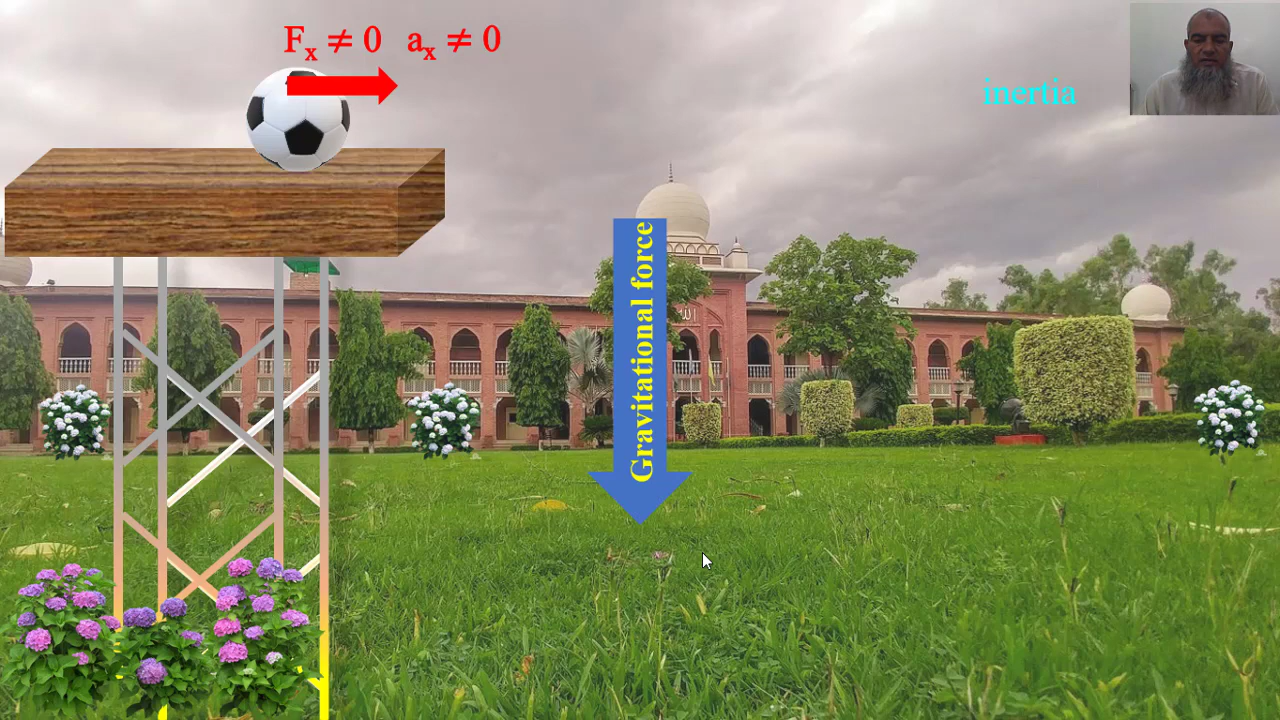 Fₓ ≠ 0 aₓ ≠ 0
inertia
Gravitational force